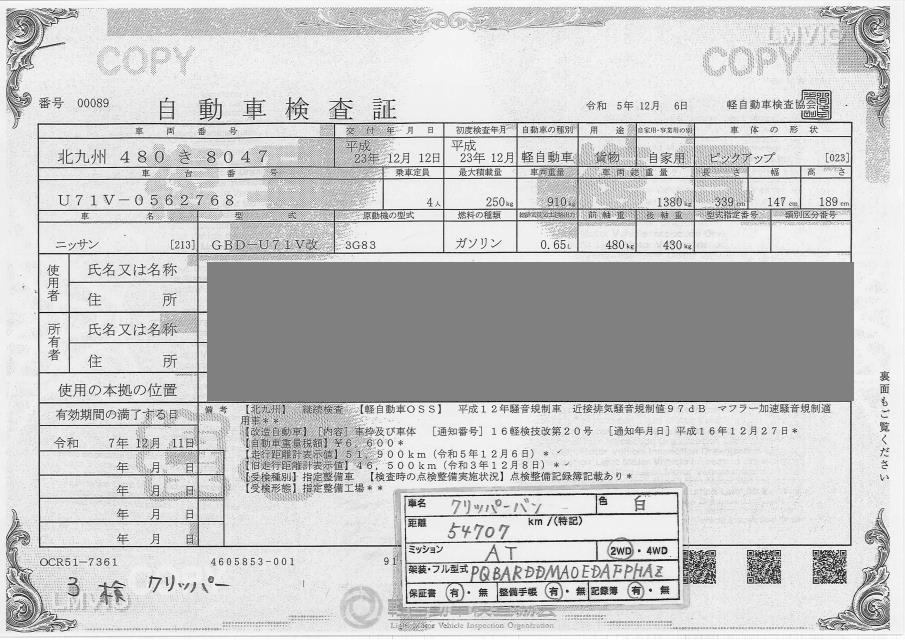 COPY
LMVIO
COPY
番号 00089
自動車検査証
令和 5年12月 6日 軽自動車検査協会
車両番号 交付年月日 初度検査年月 自動車の種別 用途 自家用・事業用の別 車体の形状
北九州 480 き 8047 平成 23年 12月 12日 平成 23年 12月 軽自動車 貨物 自家用 ピックアップ [023]
車台番号 乗車定員 最大積載量 車両重量 車両総重量 長さ 幅 高さ
U71V-0562768 4人 250kg 910kg 1380kg 339cm 147cm 189cm
車名 型式 原動機の型式 燃料の種類 前軸重 後軸重 型式指定番号 類別区分番号
ニッサン [213] GBD-U71V改 3G83 ガソリン 0.65L 480kg 430kg
使用者 氏名又は名称
住所
所有者 氏名又は名称
住所
使用の本拠の位置
有効期間の満了する日
令和 7年 12月 11日
年 月 日
年 月 日
年 月 日
年 月 日
備考 【北九州】 継続検査 【軽自動車OSS】 平成12年騒音規制車 近接排気騒音規制値97dB マフラー加速騒音規制適
用車**
【改造自動車】 [内容] 車枠及び車体 [通知番号] 16軽検技改第20号 [通知年月日] 平成16年12月27日*
【自動車重量税額】 ¥6,600*
【走行距離計表示値】 51,900km (令和5年12月6日) *
【旧走行距離計表示値】 46,500km (令和3年12月8日) *
【受検種別】 指定整備車 【検査時の点検整備実施状況】 点検整備記録簿記載あり*
【受検形態】 指定整備工場**
車名 クリッパーバン 色 白
距離 54707 km /(特記)
ミッション AT 2WD・4WD
架装・フル型式 PQBARDDMAOEDAFPHAZ
保証書 有・無 整備手帳 有・無 記録簿 有・無
裏面もご覧ください
OCR51-7361 4605853-001 91
3 検 クリッパー
LMVIO
軽自動車検査協会
Light Motor Vehicle Inspection Organization